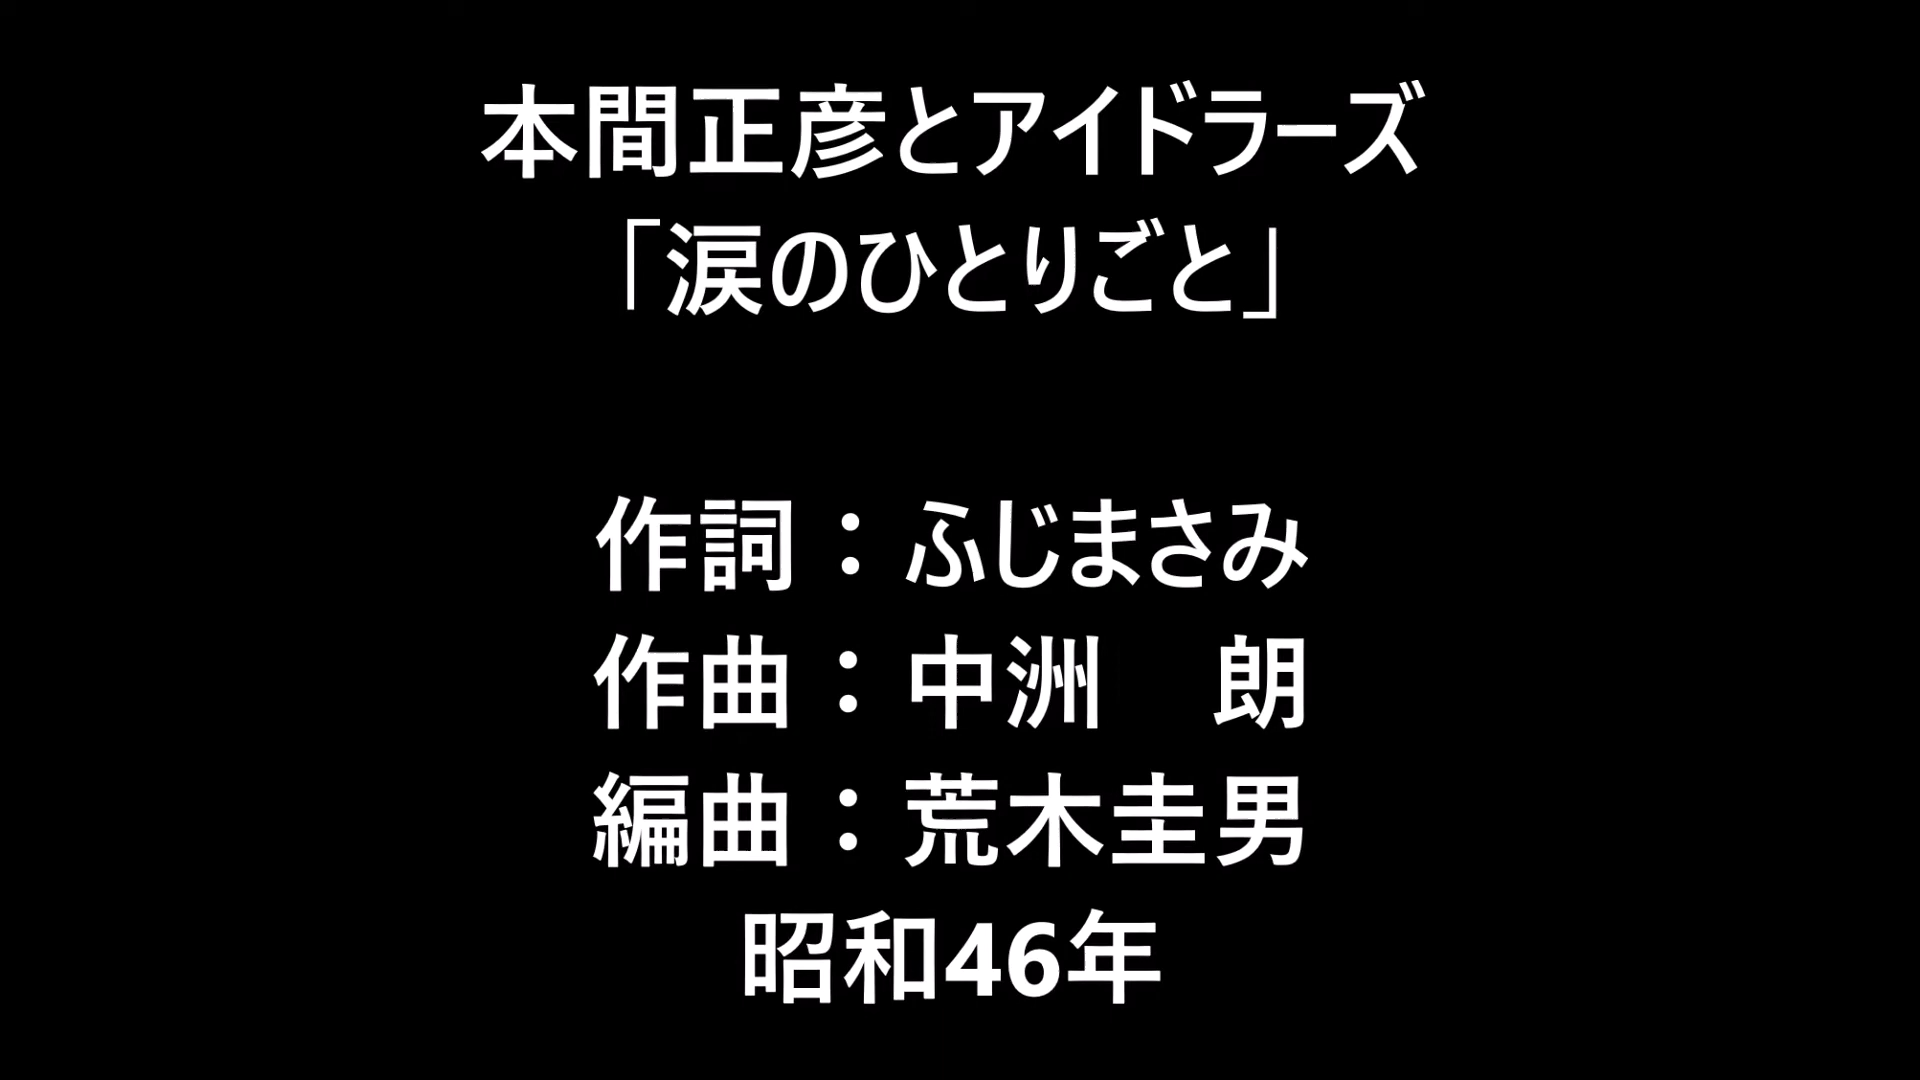 本間正彦とアイドラーズ
「涙のひとりごと」
作詞：ふじまさみ
作曲：中洲　朗
編曲：荒木圭男
昭和46年